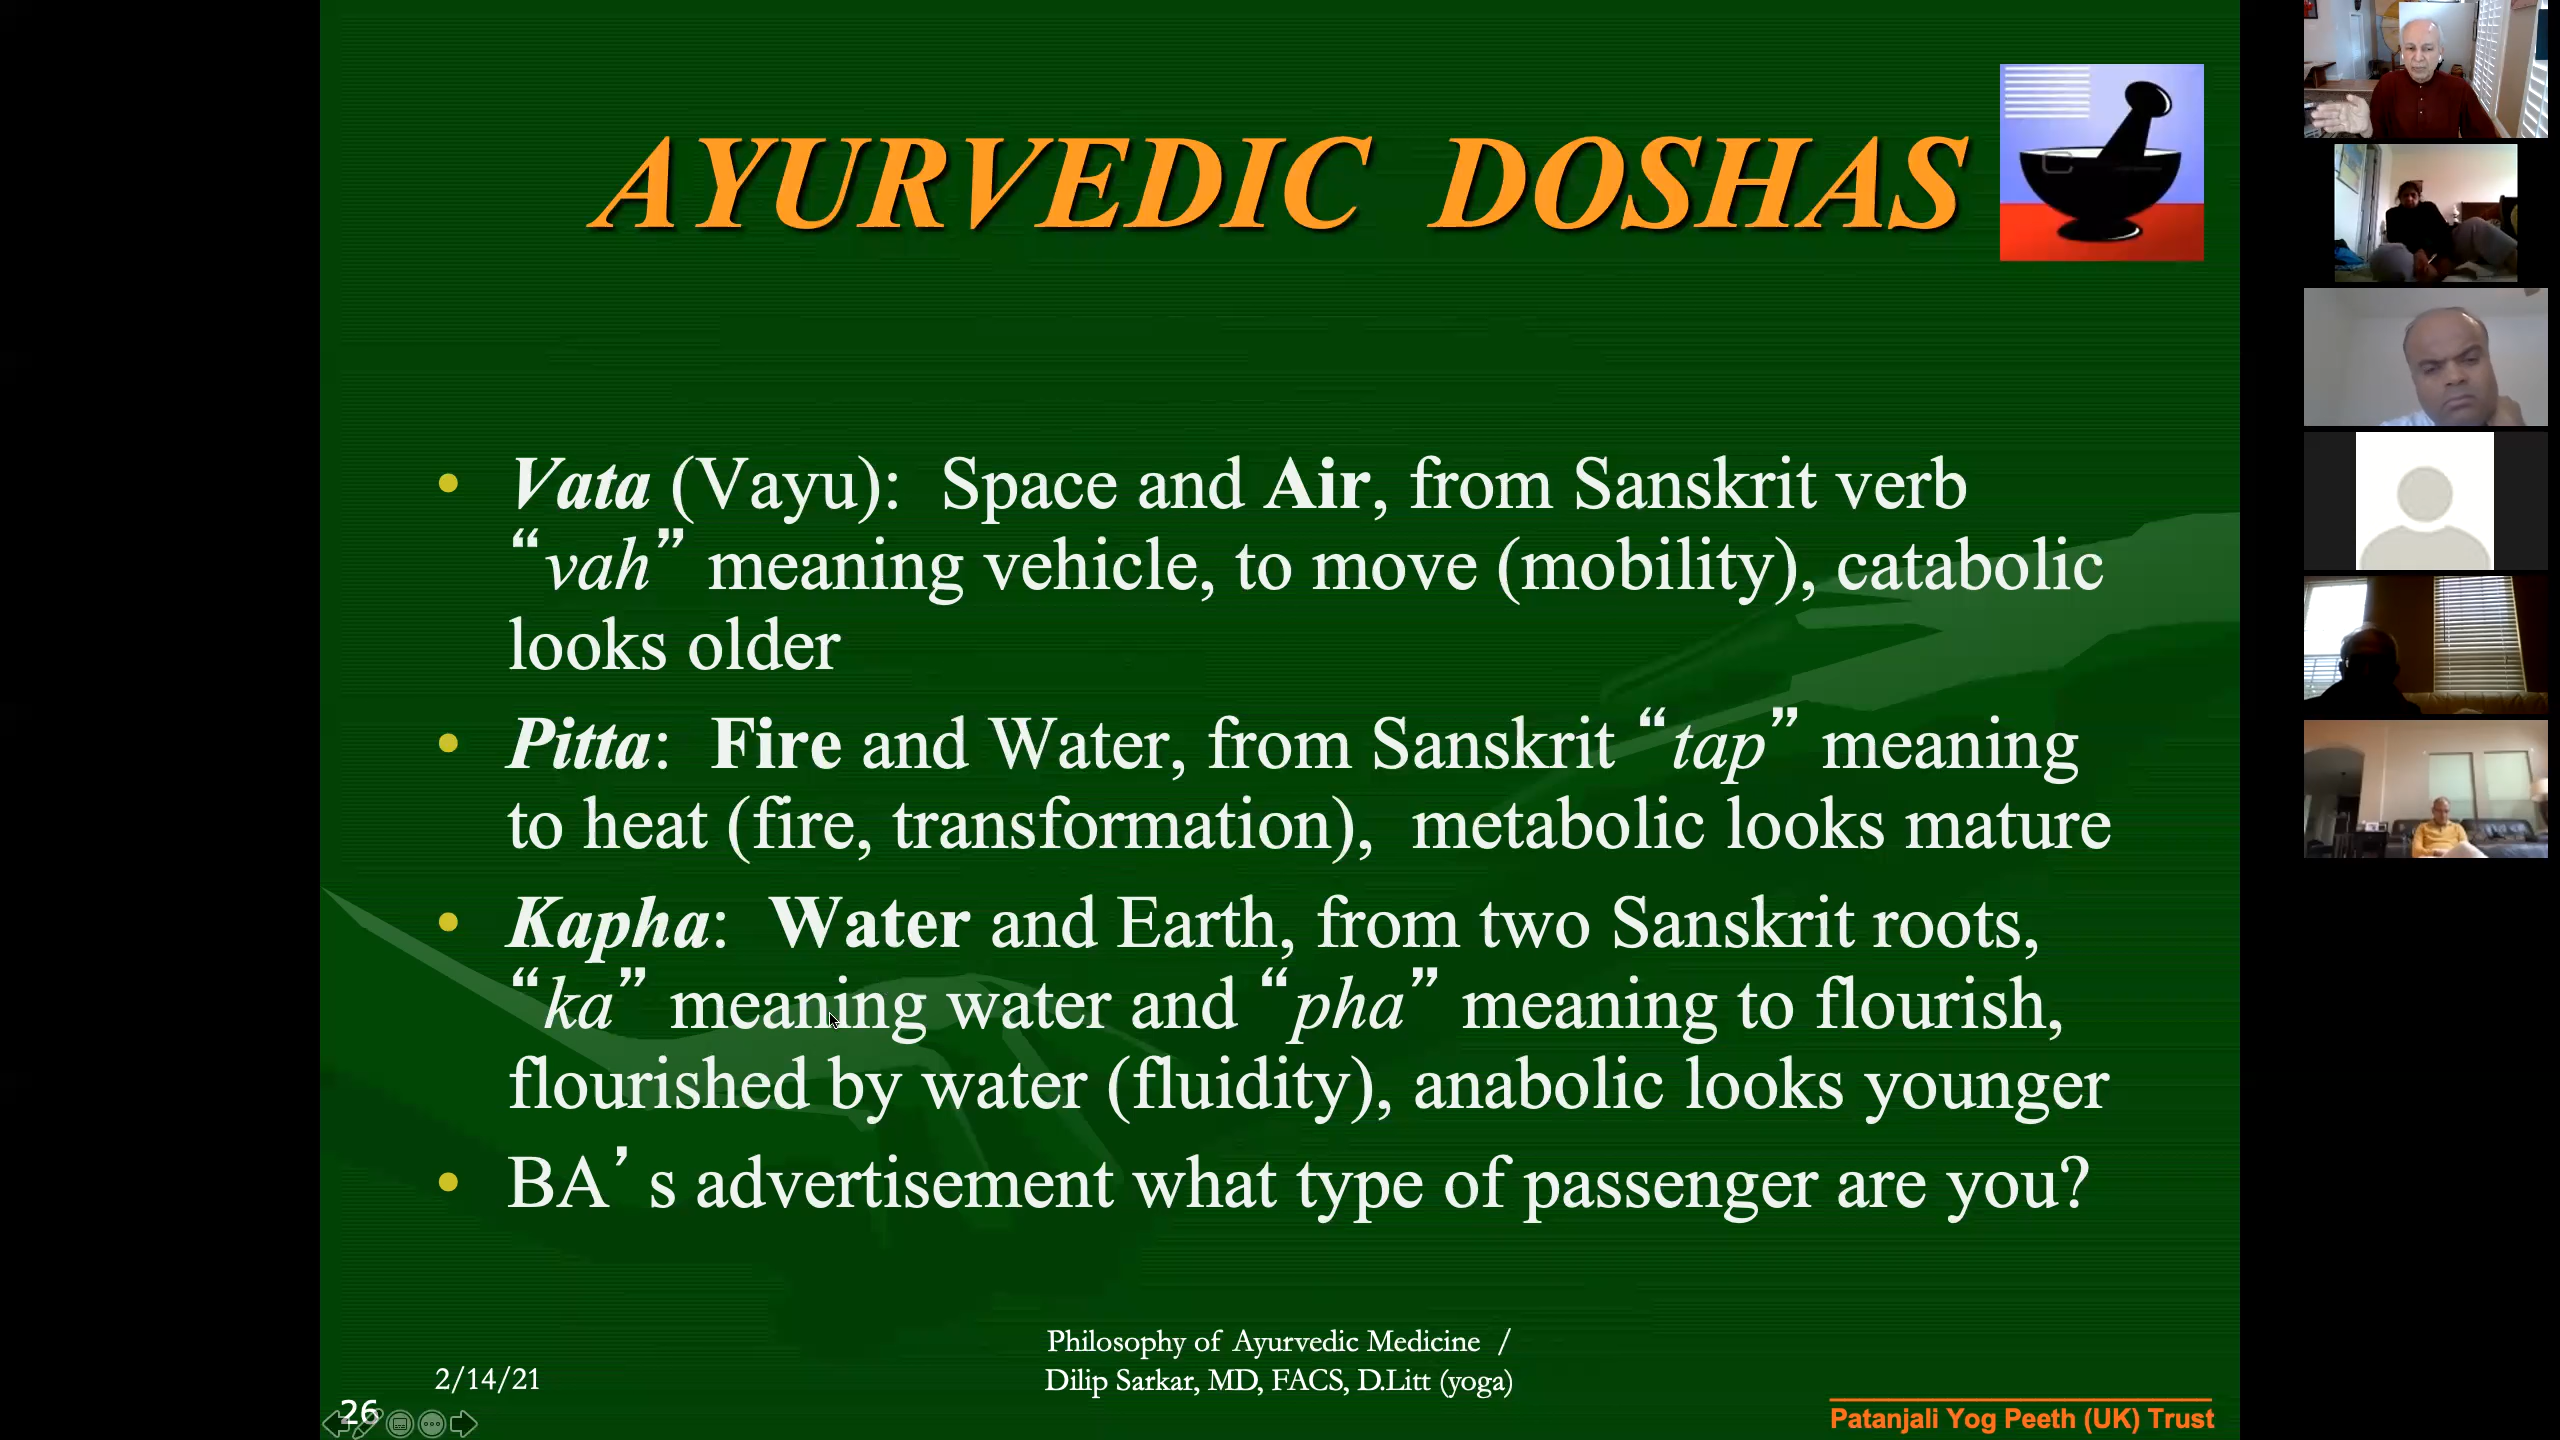 AYURVEDIC DOSHAS
• Vata (Vayu): Space and Air, from Sanskrit verb
“vah” meaning vehicle, to move (mobility), catabolic
looks older
• Pitta: Fire and Water, from Sanskrit “tap” meaning
to heat (fire, transformation), metabolic looks mature
• Kapha: Water and Earth, from two Sanskrit roots,
“ka” meaning water and “pha” meaning to flourish,
flourished by water (fluidity), anabolic looks younger
• BA’s advertisement what type of passenger are you?
Philosophy of Ayurvedic Medicine /
Dilip Sarkar, MD, FACS, D.Litt (yoga)
2/14/21
26
Patanjali Yog Peeth (UK) Trust